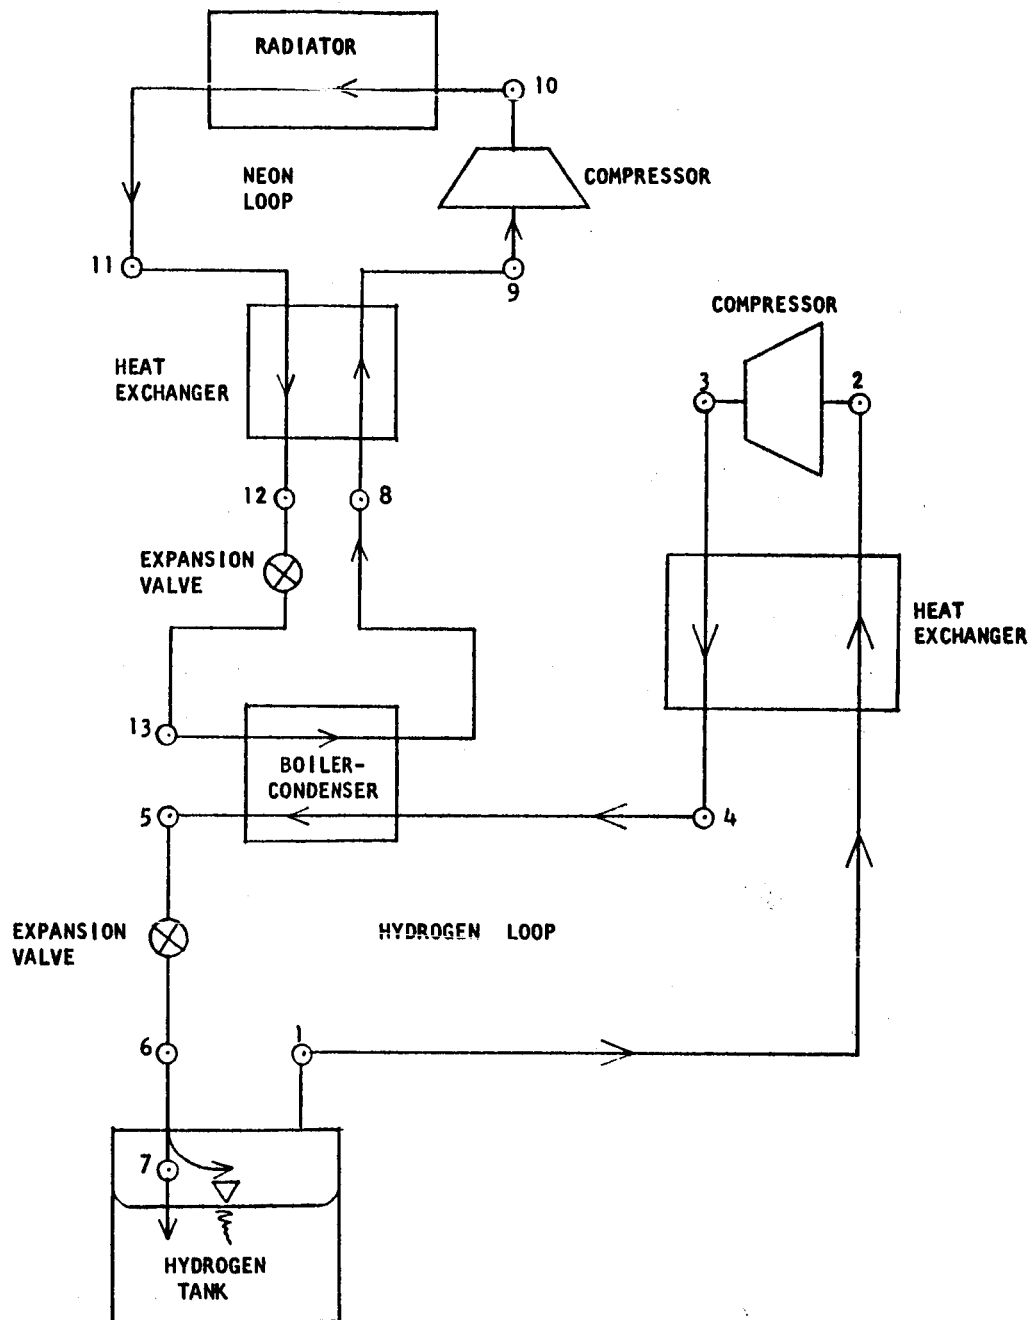 RADIATOR
10
NEON
LOOP
COMPRESSOR
11
9
COMPRESSOR
HEAT
EXCHANGER
3
2
12
8
EXPANSION
VALVE
HEAT
EXCHANGER
13
BOILER-
CONDENSER
5
4
EXPANSION
VALVE
HYDROGEN LOOP
6
1
7
HYDROGEN
TANK